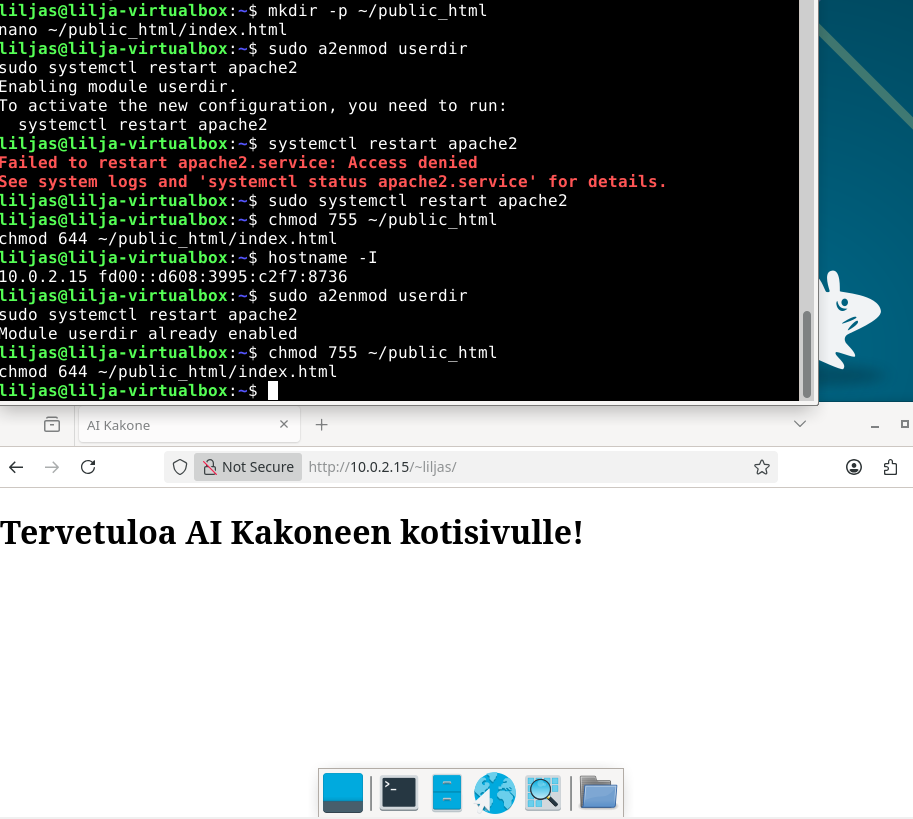 liljas@lilja-virtualbox:~$ mkdir -p ~/public_html
nano ~/public_html/index.html
liljas@lilja-virtualbox:~$ sudo a2enmod userdir
sudo systemctl restart apache2
Enabling module userdir.
To activate the new configuration, you need to run:
  systemctl restart apache2
liljas@lilja-virtualbox:~$ systemctl restart apache2
Failed to restart apache2.service: Access denied
See system logs and 'systemctl status apache2.service' for details.
liljas@lilja-virtualbox:~$ sudo systemctl restart apache2
liljas@lilja-virtualbox:~$ chmod 755 ~/public_html
chmod 644 ~/public_html/index.html
liljas@lilja-virtualbox:~$ hostname -I
10.0.2.15 fd00::d608:3995:c2f7:8736
liljas@lilja-virtualbox:~$ sudo a2enmod userdir
sudo systemctl restart apache2
Module userdir already enabled
liljas@lilja-virtualbox:~$ chmod 755 ~/public_html
chmod 644 ~/public_html/index.html
liljas@lilja-virtualbox:~$
AI Kakone
Not Secure http://10.0.2.15/~liljas/
Tervetuloa AI Kakoneen kotisivulle!